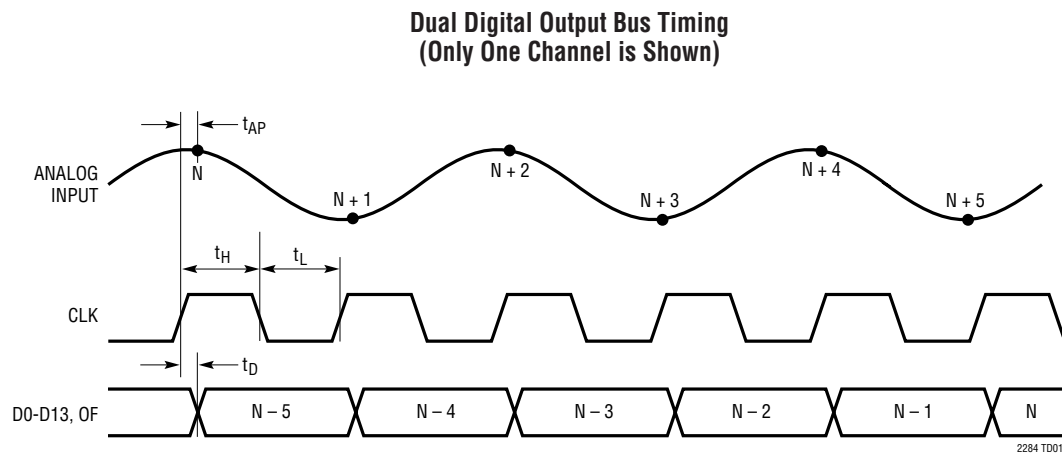 Dual Digital Output Bus Timing
(Only One Channel is Shown)
tAP
ANALOG
INPUT
N
N + 1
N + 2
N + 3
N + 4
N + 5
tH
tL
CLK
tD
D0-D13, OF
N – 5
N – 4
N – 3
N – 2
N – 1
N
2284 TD01